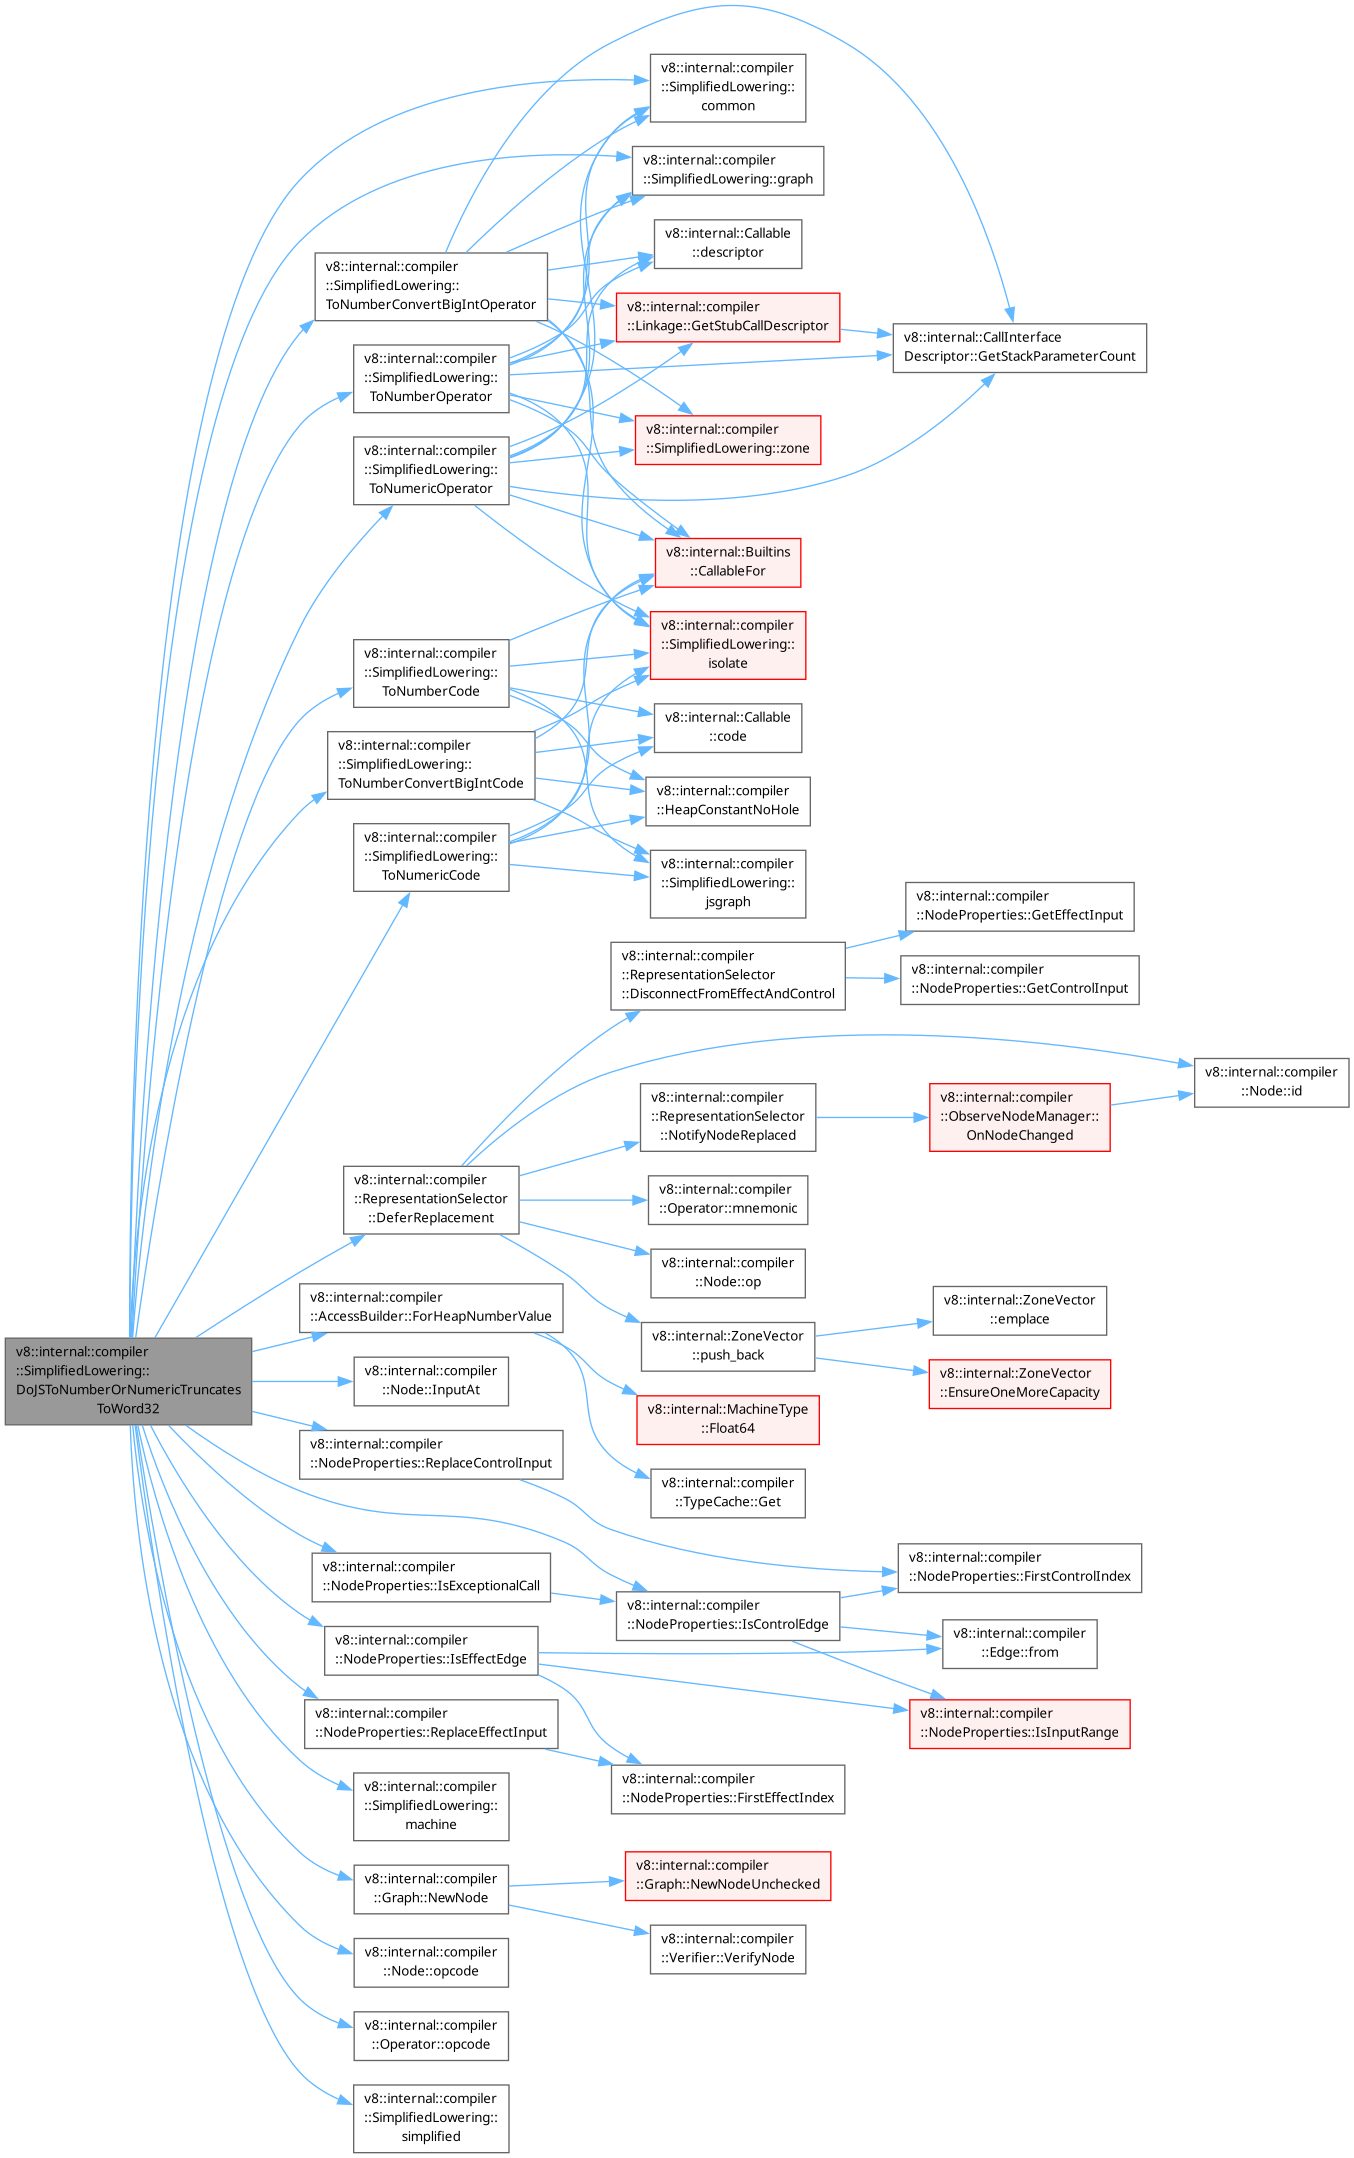 v8::internal::compiler
::SimplifiedLowering::
DoJSToNumberOrNumericTruncates
ToWord32
v8::internal::compiler
::SimplifiedLowering::
common
v8::internal::compiler
::SimplifiedLowering::graph
v8::internal::compiler
::SimplifiedLowering::
ToNumberConvertBigIntOperator
v8::internal::Callable
::descriptor
v8::internal::compiler
::Linkage::GetStubCallDescriptor
v8::internal::CallInterface
Descriptor::GetStackParameterCount
v8::internal::compiler
::SimplifiedLowering::
ToNumberOperator
v8::internal::compiler
::SimplifiedLowering::zone
v8::internal::compiler
::SimplifiedLowering::
ToNumericOperator
v8::internal::Builtins
::CallableFor
v8::internal::compiler
::SimplifiedLowering::
isolate
v8::internal::compiler
::SimplifiedLowering::
ToNumberCode
v8::internal::Callable
::code
v8::internal::compiler
::SimplifiedLowering::
ToNumberConvertBigIntCode
v8::internal::compiler
::HeapConstantNoHole
v8::internal::compiler
::SimplifiedLowering::
ToNumericCode
v8::internal::compiler
::SimplifiedLowering::
jsgraph
v8::internal::compiler
::NodeProperties::GetEffectInput
v8::internal::compiler
::RepresentationSelector
::DisconnectFromEffectAndControl
v8::internal::compiler
::NodeProperties::GetControlInput
v8::internal::compiler
::Node::id
v8::internal::compiler
::RepresentationSelector
::NotifyNodeReplaced
v8::internal::compiler
::ObserveNodeManager::
OnNodeChanged
v8::internal::compiler
::RepresentationSelector
::DeferReplacement
v8::internal::compiler
::Operator::mnemonic
v8::internal::compiler
::Node::op
v8::internal::compiler
::AccessBuilder::ForHeapNumberValue
v8::internal::ZoneVector
::emplace
v8::internal::ZoneVector
::push_back
v8::internal::ZoneVector
::EnsureOneMoreCapacity
v8::internal::compiler
::Node::InputAt
v8::internal::MachineType
::Float64
v8::internal::compiler
::NodeProperties::ReplaceControlInput
v8::internal::compiler
::TypeCache::Get
v8::internal::compiler
::NodeProperties::IsExceptionalCall
v8::internal::compiler
::NodeProperties::FirstControlIndex
v8::internal::compiler
::NodeProperties::IsControlEdge
v8::internal::compiler
::Edge::from
v8::internal::compiler
::NodeProperties::IsEffectEdge
v8::internal::compiler
::NodeProperties::IsInputRange
v8::internal::compiler
::NodeProperties::ReplaceEffectInput
v8::internal::compiler
::NodeProperties::FirstEffectIndex
v8::internal::compiler
::SimplifiedLowering::
machine
v8::internal::compiler
::Graph::NewNode
v8::internal::compiler
::Graph::NewNodeUnchecked
v8::internal::compiler
::Verifier::VerifyNode
v8::internal::compiler
::Node::opcode
v8::internal::compiler
::Operator::opcode
v8::internal::compiler
::SimplifiedLowering::
simplified